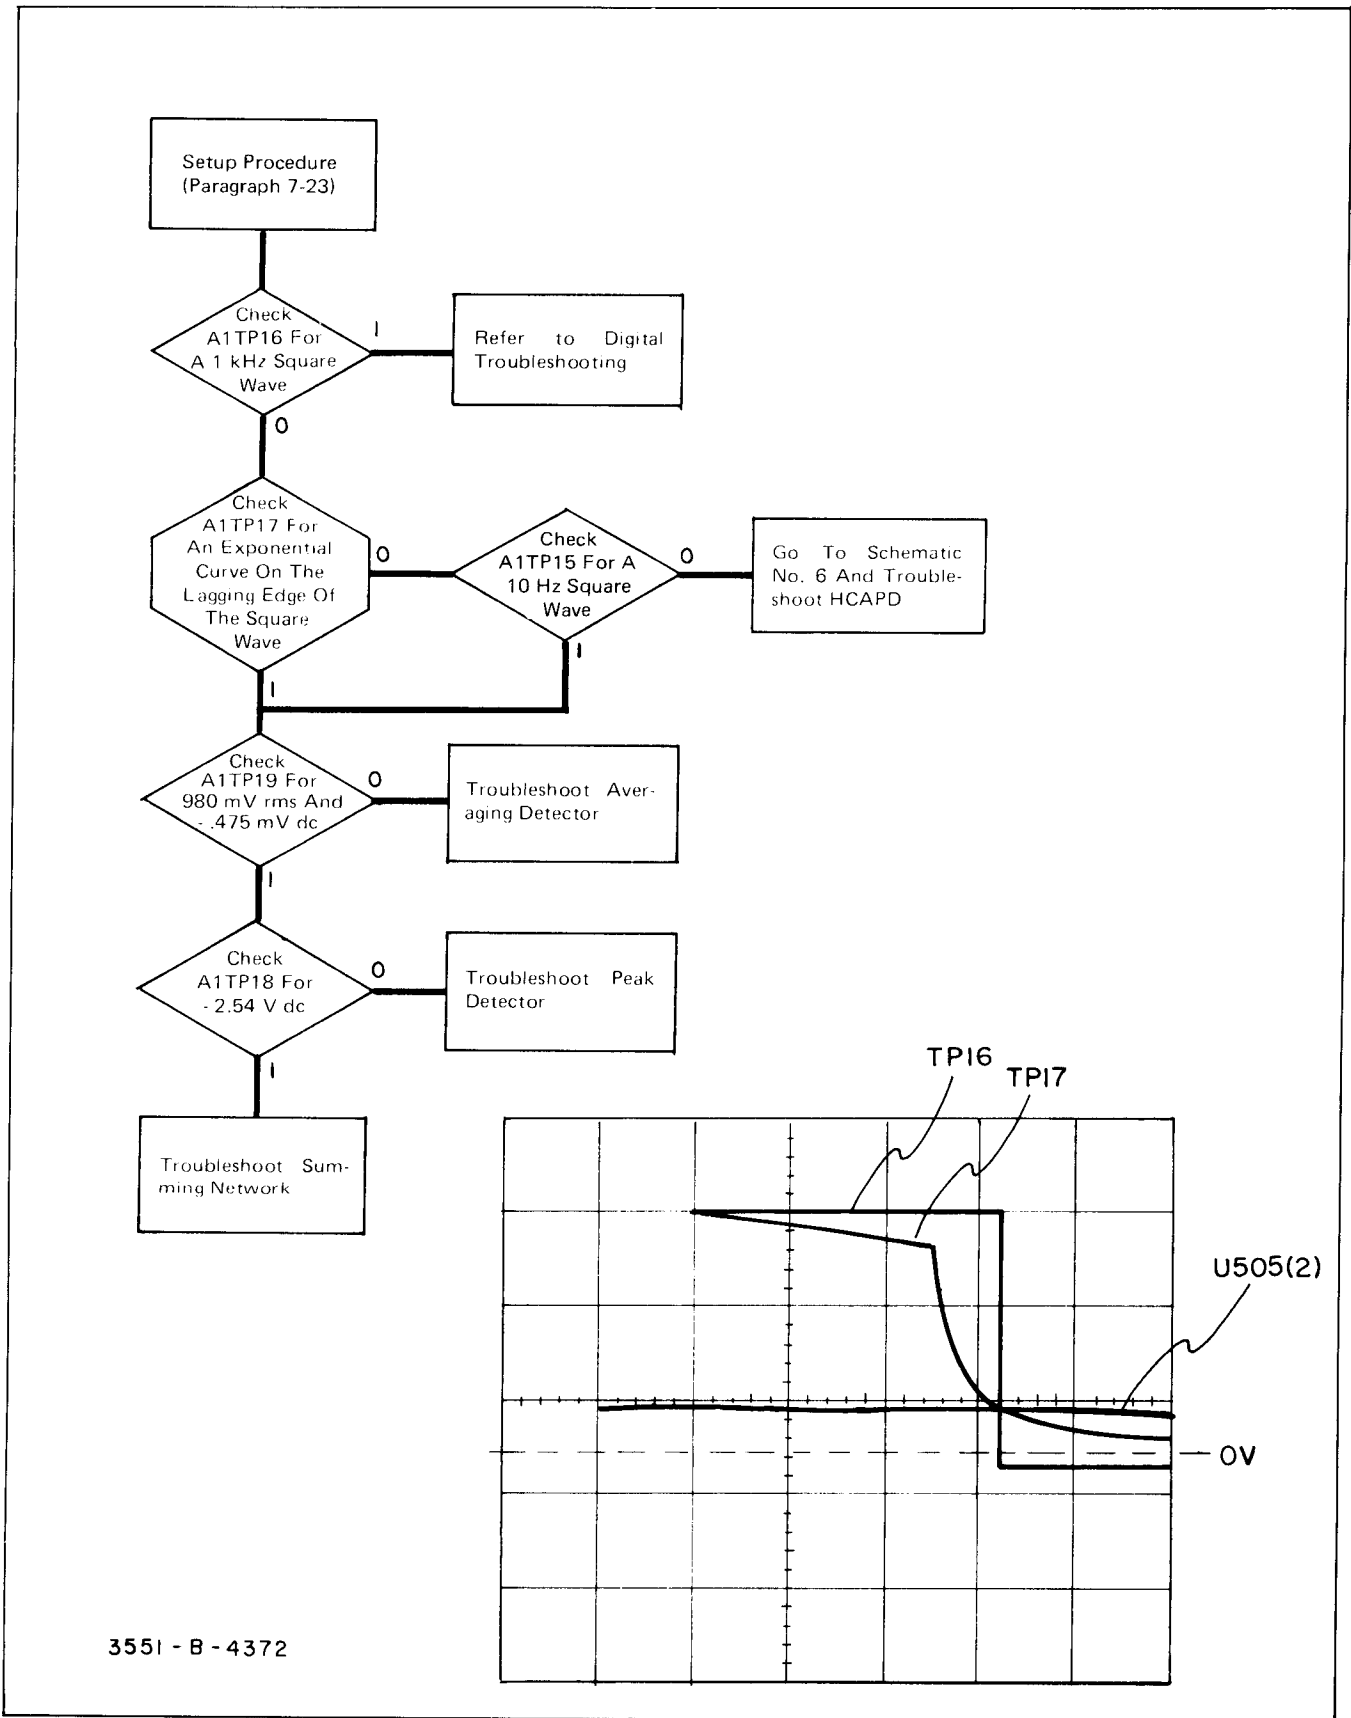 Setup Procedure
(Paragraph 7-23)
Check
A1TP16 For
A 1 kHz Square
Wave
1
Refer to Digital
Troubleshooting
0
Check
A1TP17 For
An Exponential
Curve On The
Lagging Edge Of
The Square
Wave
0
Check
A1TP15 For A
10 Hz Square
Wave
0
Go To Schematic
No. 6 And Trouble-
shoot HCAPD
1
1
Check
A1TP19 For
980 mV rms And
- .475 mV dc
0
Troubleshoot Aver-
aging Detector
1
Check
A1TP18 For
- 2.54 V dc
0
Troubleshoot Peak
Detector
1
Troubleshoot Sum-
ming Network
TP16
TP17
U505(2)
0V
3551 - B - 4372